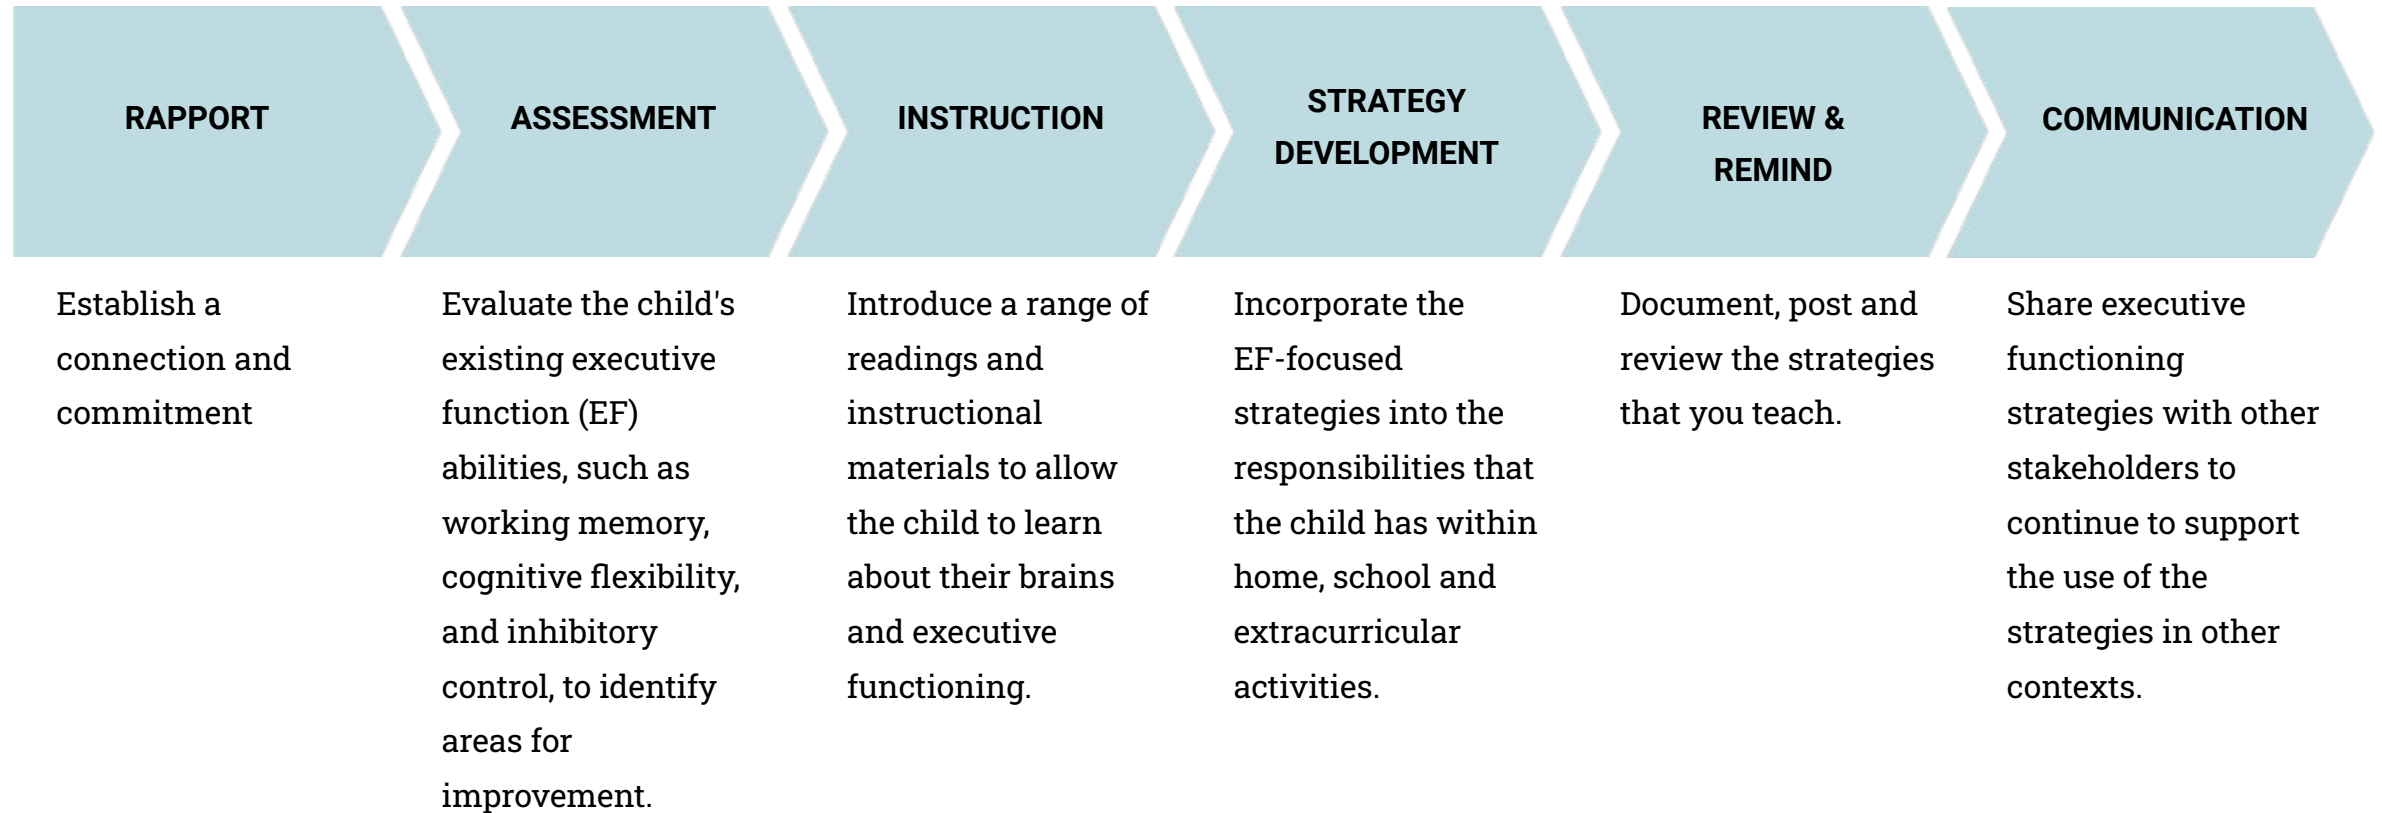 RAPPORT
Establish a
connection and
commitment
ASSESSMENT
Evaluate the child's
existing executive
function (EF)
abilities, such as
working memory,
cognitive flexibility,
and inhibitory
control, to identify
areas for
improvement.
INSTRUCTION
Introduce a range of
readings and
instructional
materials to allow
the child to learn
about their brains
and executive
functioning.
STRATEGY
DEVELOPMENT
Incorporate the
EF-focused
strategies into the
responsibilities that
the child has within
home, school and
extracurricular
activities.
REVIEW &
REMIND
Document, post and
review the strategies
that you teach.
COMMUNICATION
Share executive
functioning
strategies with other
stakeholders to
continue to support
the use of the
strategies in other
contexts.